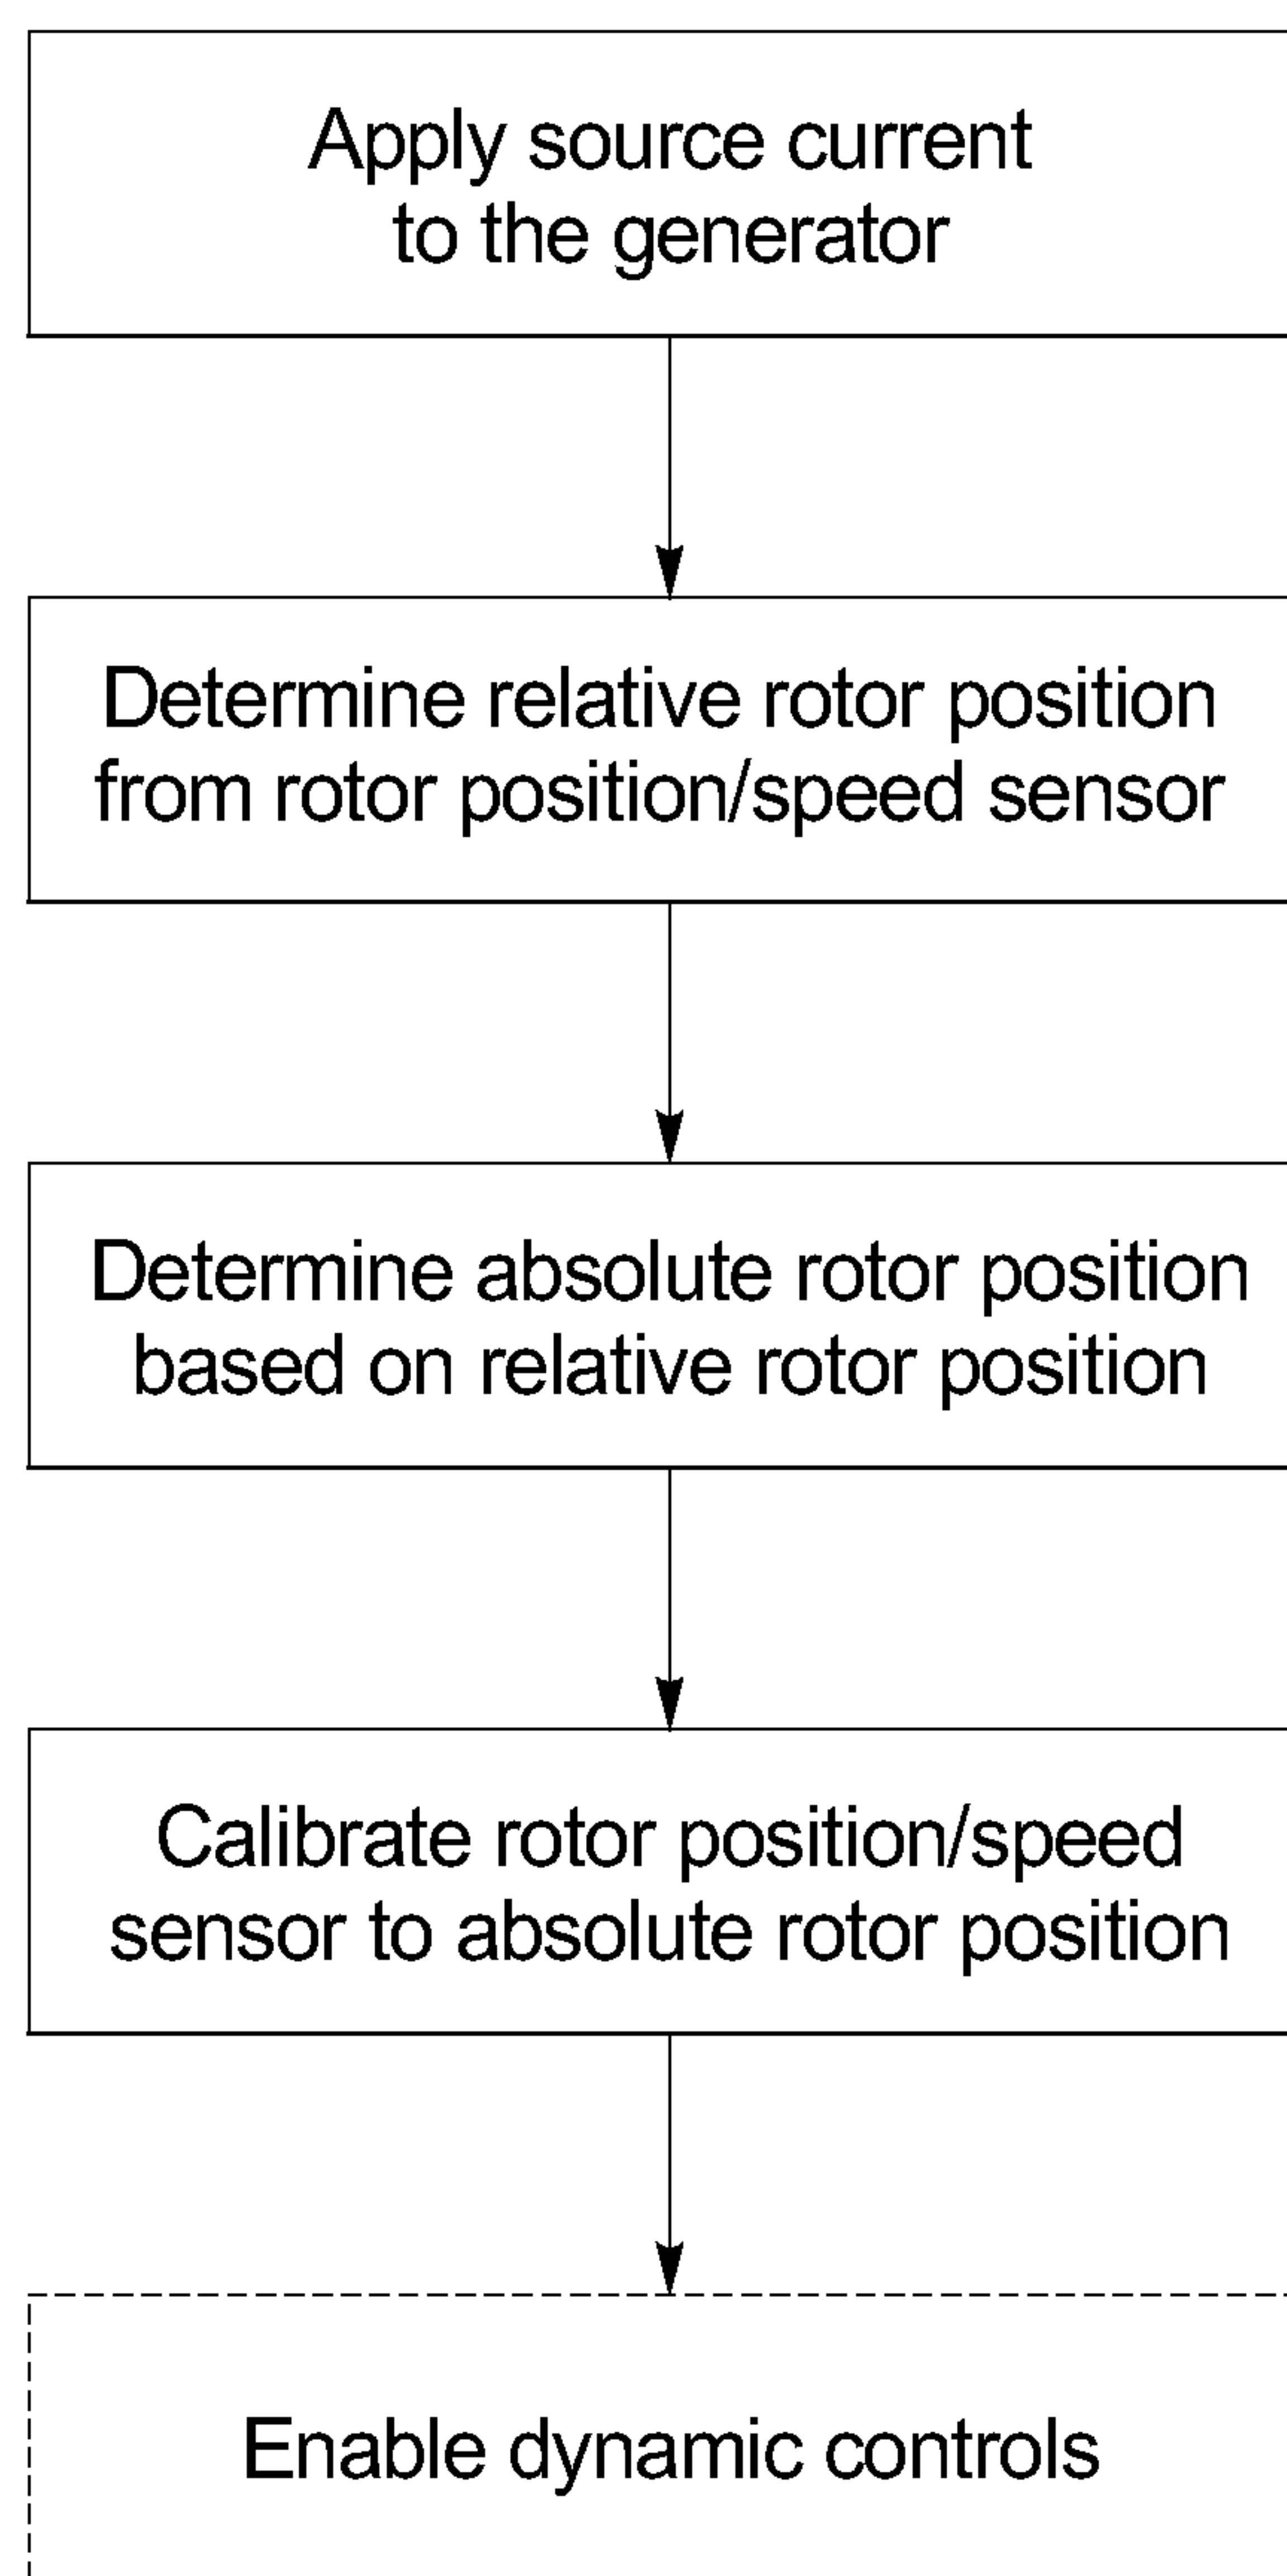 Apply source current
to the generator
Determine relative rotor position
from rotor position/speed sensor
Determine absolute rotor position
based on relative rotor position
Calibrate rotor position/speed
sensor to absolute rotor position
Enable dynamic controls